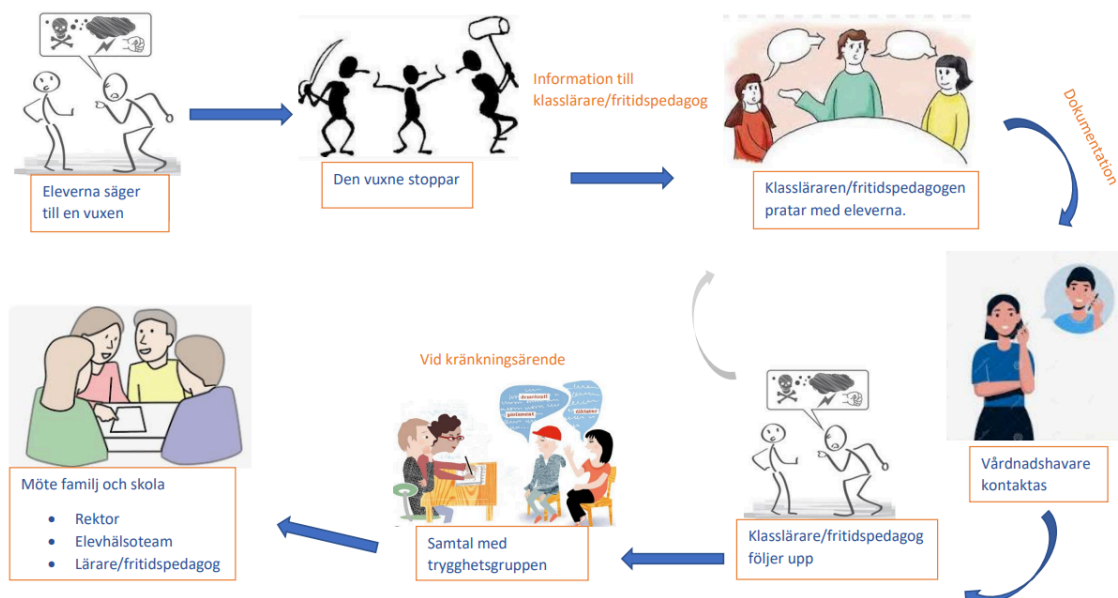 Eleverna säger
till en vuxen
Den vuxne stoppar
Information till
klasslärare/fritidspedagog
Klassläraren/fritidspedagogen
pratar med eleverna.
Dokumentation
Vårdnadshavare
kontaktas
Klasslärare/fritidspedagog
följer upp
Vid kränkningsärende
Samtal med
trygghetsgruppen
Möte familj och skola
• Rektor
• Elevhälsoteam
• Lärare/fritidspedagog